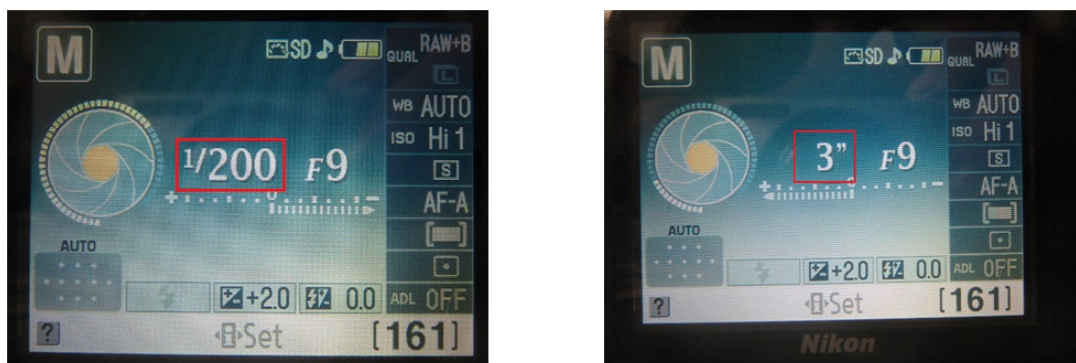 M
SD
QUAL RAW+B
L
WB AUTO
ISO Hi 1
1/200 F9
S
+ 0 −
AF-A
AUTO
+2.0 0.0
ADL OFF
?
i Set
[161]
M
SD
QUAL RAW+B
L
WB AUTO
ISO Hi 1
3" F9
S
+ 0 −
AF-A
AUTO
+2.0 0.0
ADL OFF
?
i Set
[161]
Nikon